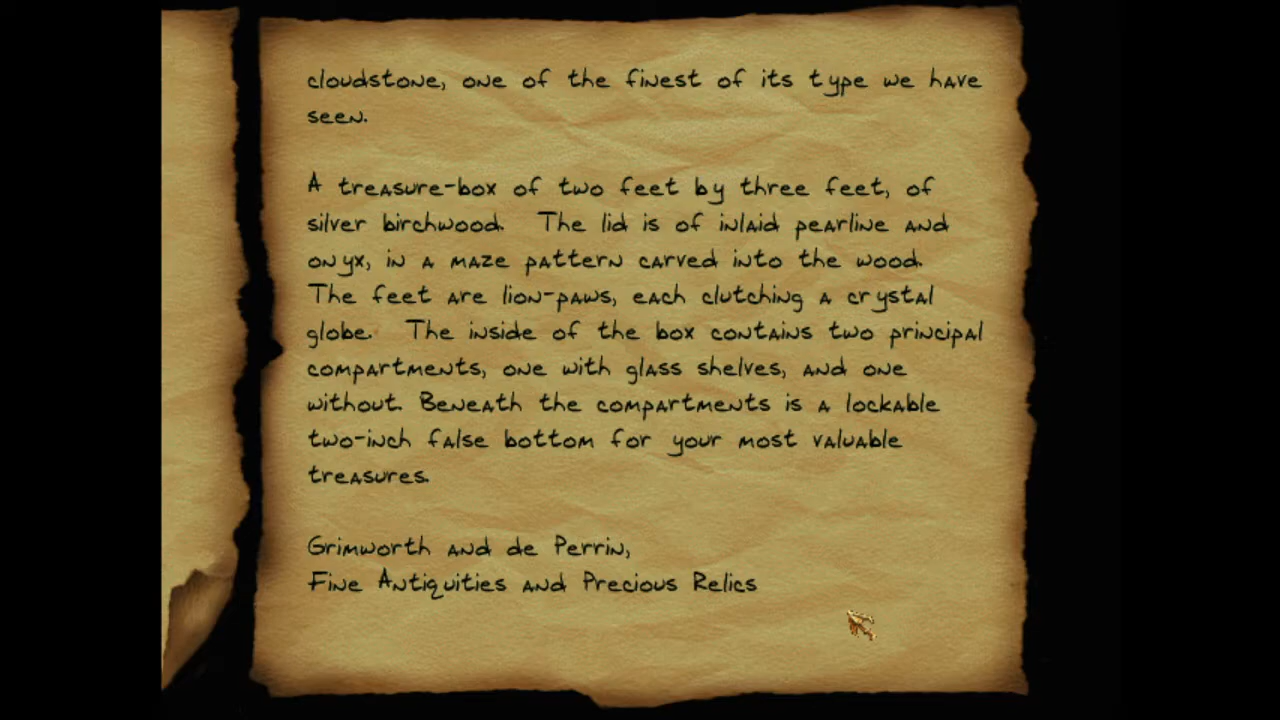 cloudstone, one of the finest of its type we have
seen.
A treasure-box of two feet by three feet, of
silver birchwood. The lid is of inlaid pearline and
onyx, in a maze pattern carved into the wood.
The feet are lion-paws, each clutching a crystal
globe. The inside of the box contains two principal
compartments, one with glass shelves, and one
without. Beneath the compartments is a lockable
two-inch false bottom for your most valuable
treasures.
Grimworth and de Perrin,
Fine Antiquities and Precious Relics